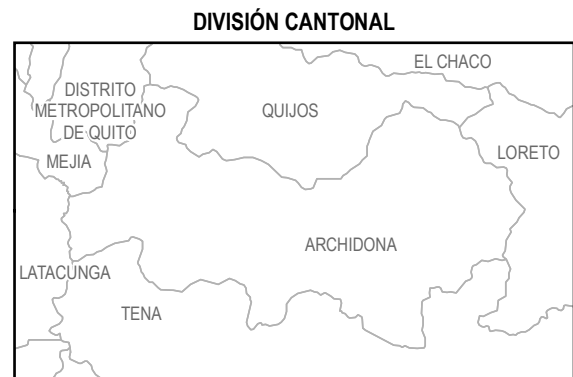 DIVISIÓN CANTONAL
EL CHACO
DISTRITO
METROPOLITANO
DE QUITO
QUIJOS
MEJIA
LORETO
ARCHIDONA
LATACUNGA
TENA